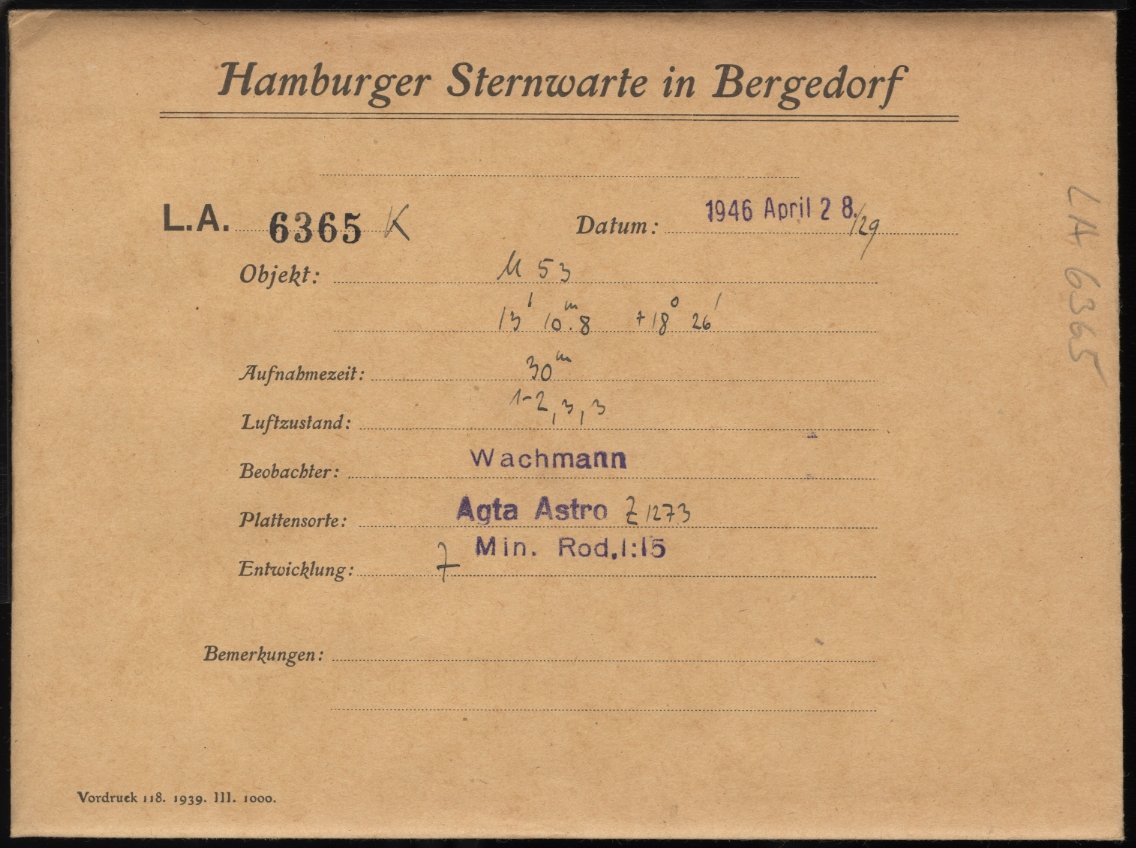 Hamburger Sternwarte in Bergedorf
L.A. 6365 K Datum: 1946 April 28./29
Objekt: M 53
13ʰ 10ᵐ.8 +18° 26'
Aufnahmezeit: 30ᵐ
Luftzustand: 1-2, 3, 3
Beobachter: Wachmann
Plattensorte: Agfa Astro Z 1273
Entwicklung: 7 Min. Rod.1:15
Bemerkungen:
Vordruck 118. 1939. III. 1000.
LA 6365